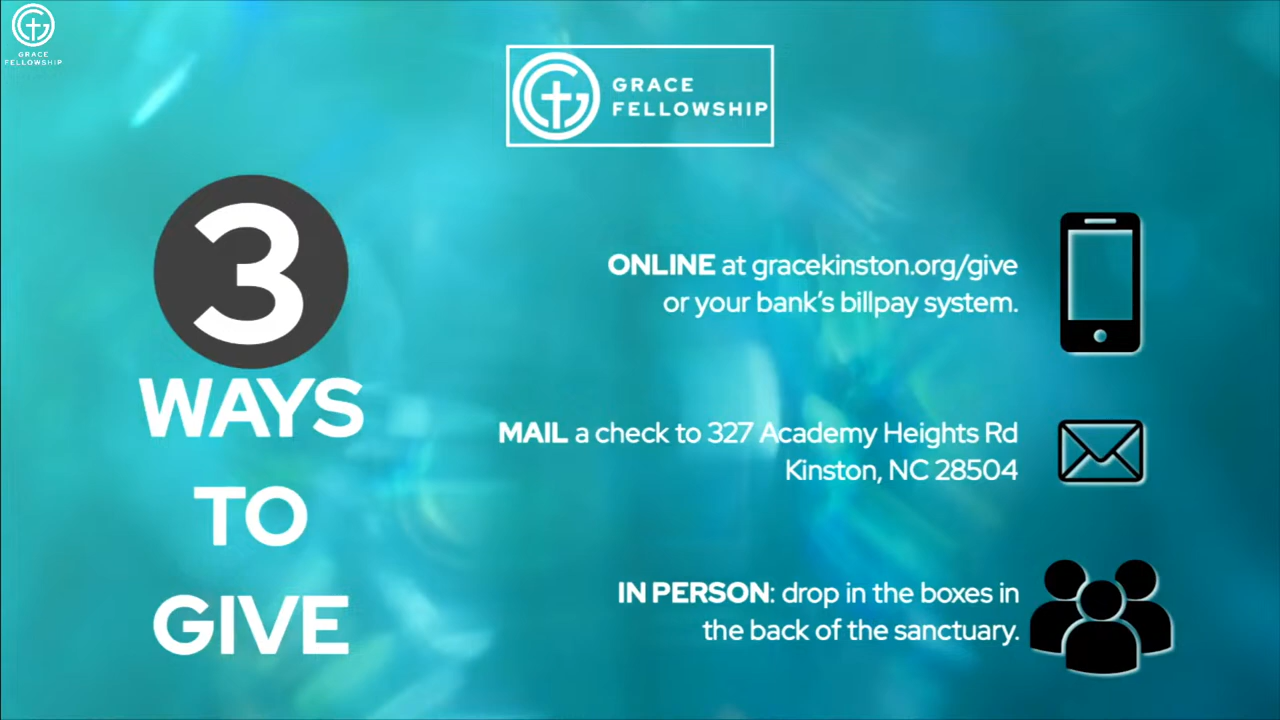 GRACE
FELLOWSHIP
GRACE
FELLOWSHIP
3
WAYS
TO
GIVE
ONLINE at gracekinston.org/give
or your bank’s billpay system.
MAIL a check to 327 Academy Heights Rd
Kinston, NC 28504
IN PERSON: drop in the boxes in
the back of the sanctuary.